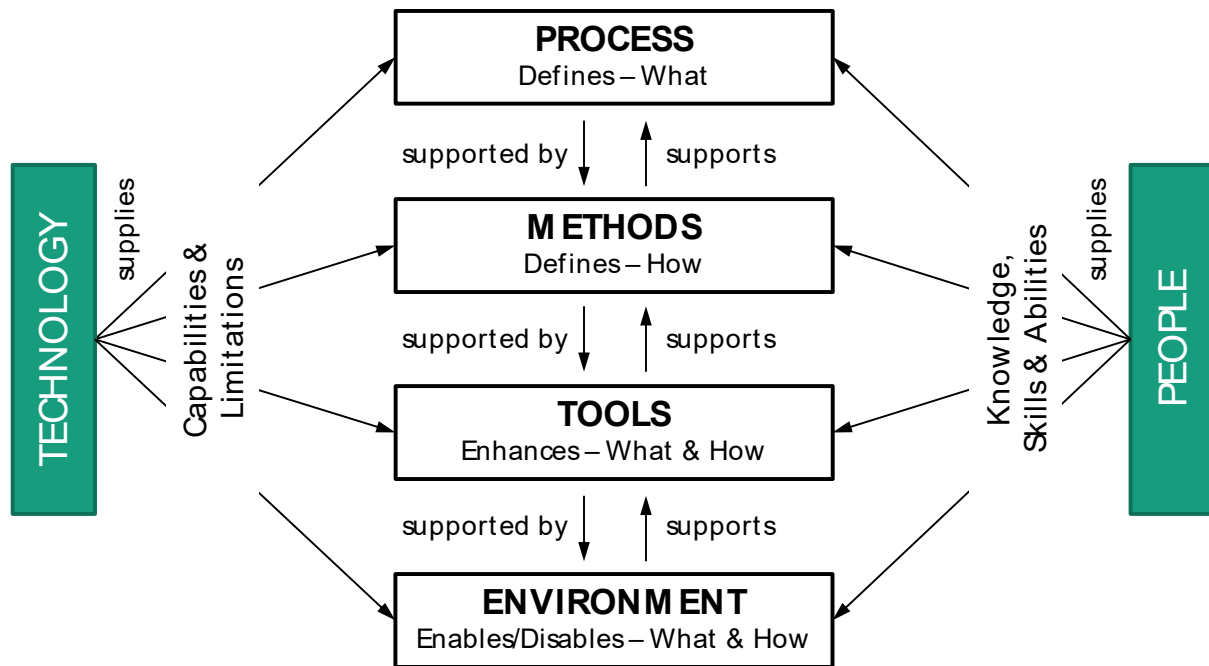 PROCESS
Defines – What
supported by
supports
METHODS
Defines – How
supported by
supports
TOOLS
Enhances – What & How
supported by
supports
ENVIRONMENT
Enables/Disables – What & How
TECHNOLOGY
supplies
Capabilities &
Limitations
Knowledge,
Skills & Abilities
supplies
PEOPLE